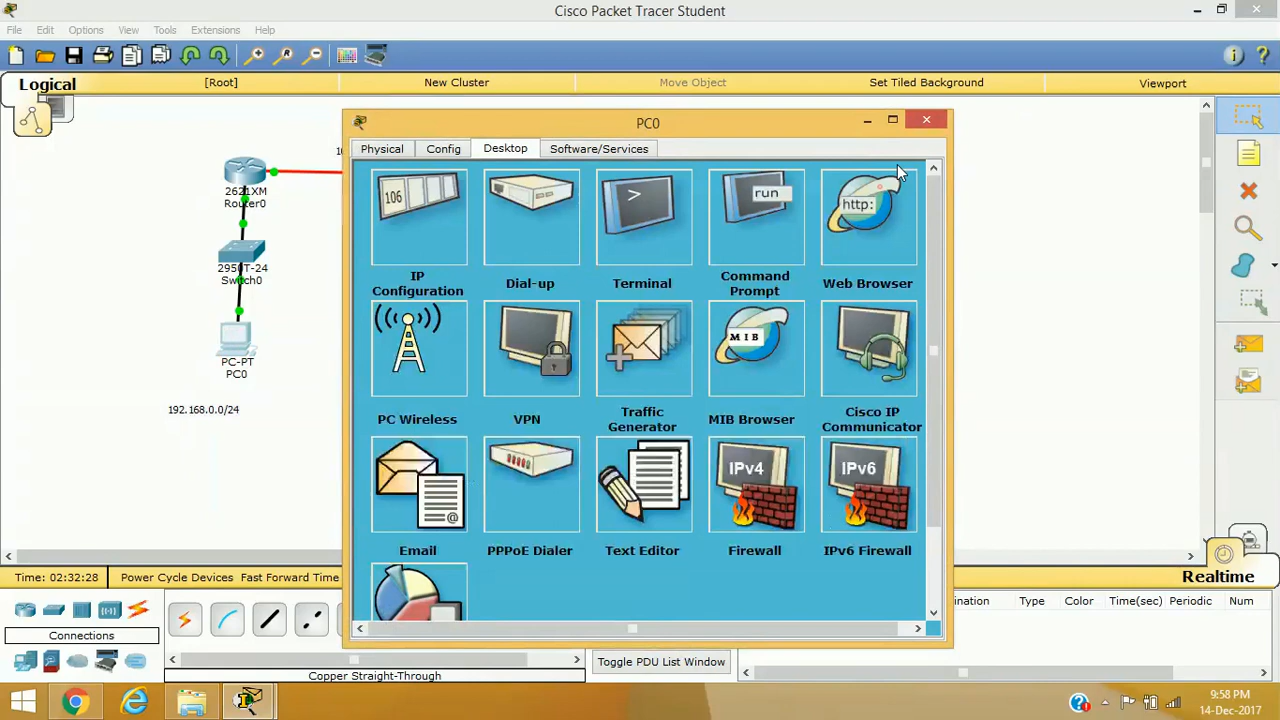 Cisco Packet Tracer Student
File Edit Options View Tools Extensions Help
Logical [Root] New Cluster Move Object Set Tiled Background Viewport
PC0
Physical Config Desktop Software/Services
106
>
run
http:
IP Configuration
Dial-up
Terminal
Command Prompt
Web Browser
MIB
PC Wireless
VPN
Traffic Generator
MIB Browser
Cisco IP Communicator
@
IPv4
IPv6
Email
PPPoE Dialer
Text Editor
Firewall
IPv6 Firewall
10
2621XM
Router0
2950T-24
Switch0
PC-PT
PC0
192.168.0.0/24
Time: 02:32:28 Power Cycle Devices Fast Forward Time
Realtime
Connections
Copper Straight-Through
Toggle PDU List Window
ination Type Color Time(sec) Periodic Num
9:58 PM
14-Dec-2017